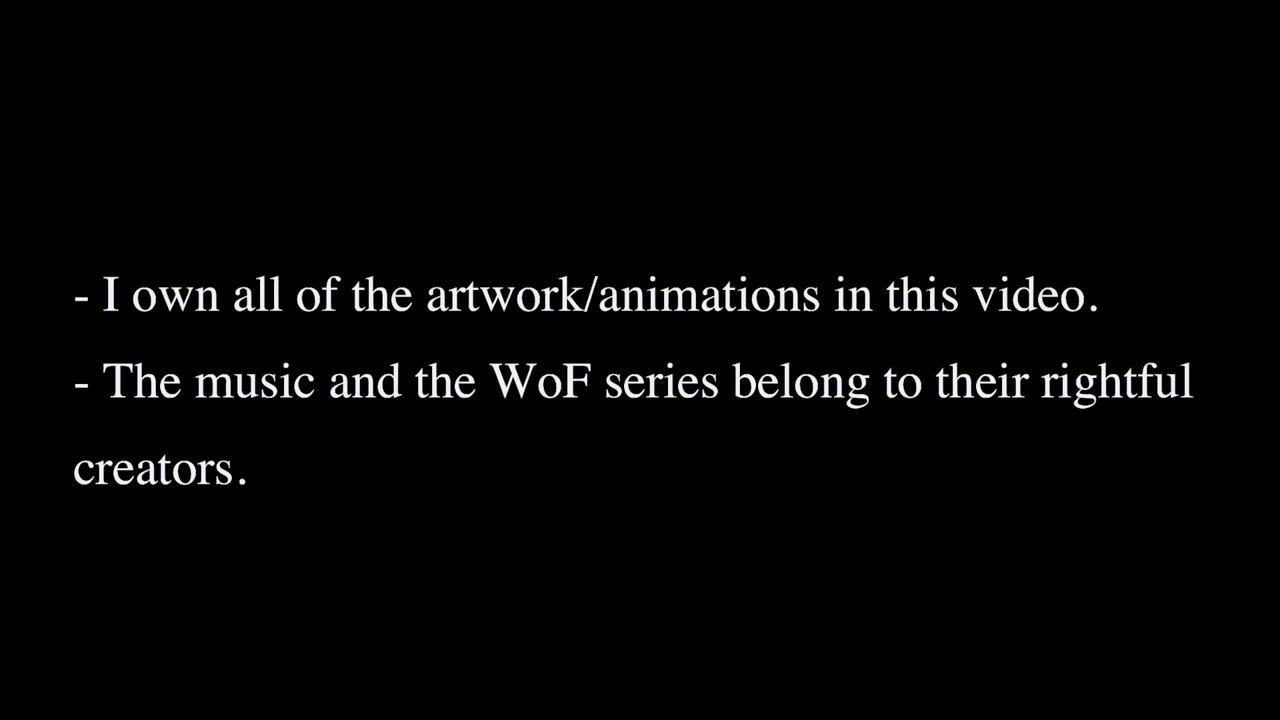 - I own all of the artwork/animations in this video.
- The music and the WoF series belong to their rightful
creators.